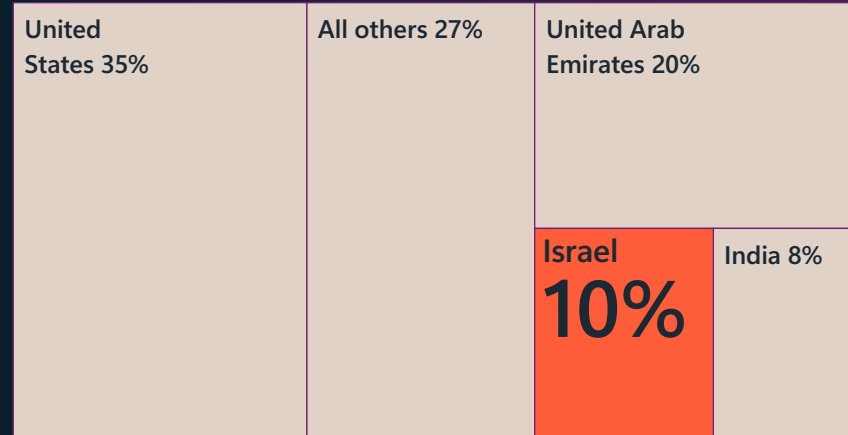 United
States 35%
All others 27%
United Arab
Emirates 20%
Israel
10%
India 8%